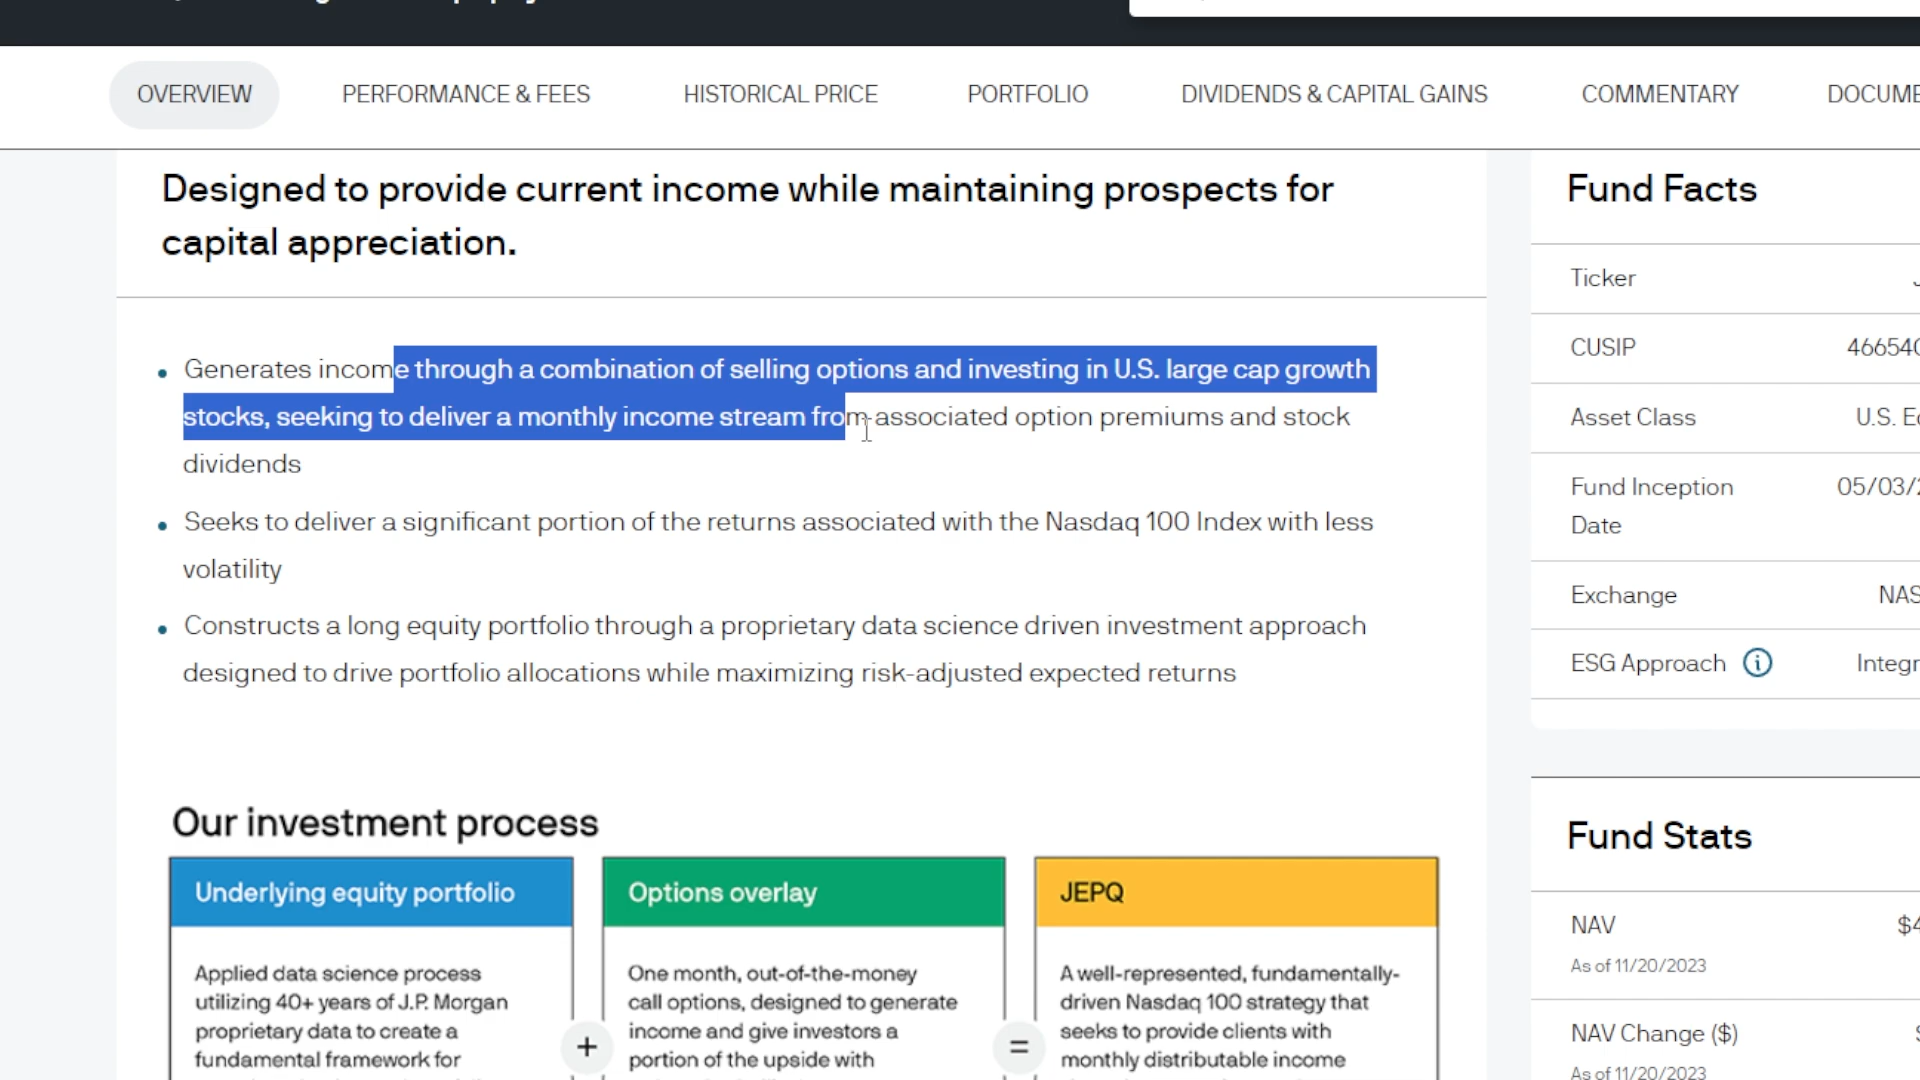 OVERVIEW PERFORMANCE & FEES HISTORICAL PRICE PORTFOLIO DIVIDENDS & CAPITAL GAINS COMMENTARY
Designed to provide current income while maintaining prospects for
capital appreciation.
Generates income through a combination of selling options and investing in U.S. large cap growth
stocks, seeking to deliver a monthly income stream from associated option premiums and stock
dividends
Seeks to deliver a significant portion of the returns associated with the Nasdaq 100 Index with less
volatility
Constructs a long equity portfolio through a proprietary data science driven investment approach
designed to drive portfolio allocations while maximizing risk-adjusted expected returns
Our investment process
Underlying equity portfolio
Applied data science process
utilizing 40+ years of J.P. Morgan
proprietary data to create a
fundamental framework for
+
Options overlay
One month, out-of-the-money
call options, designed to generate
income and give investors a
portion of the upside with
=
JEPQ
A well-represented, fundamentally-
driven Nasdaq 100 strategy that
seeks to provide clients with
monthly distributable income
Fund Facts
Ticker
CUSIP 46654
Asset Class U.S.
Fund Inception 05/03/
Date
Exchange NAS
ESG Approach Integr
Fund Stats
NAV $4
As of 11/20/2023
NAV Change ($)
As of 11/20/2023